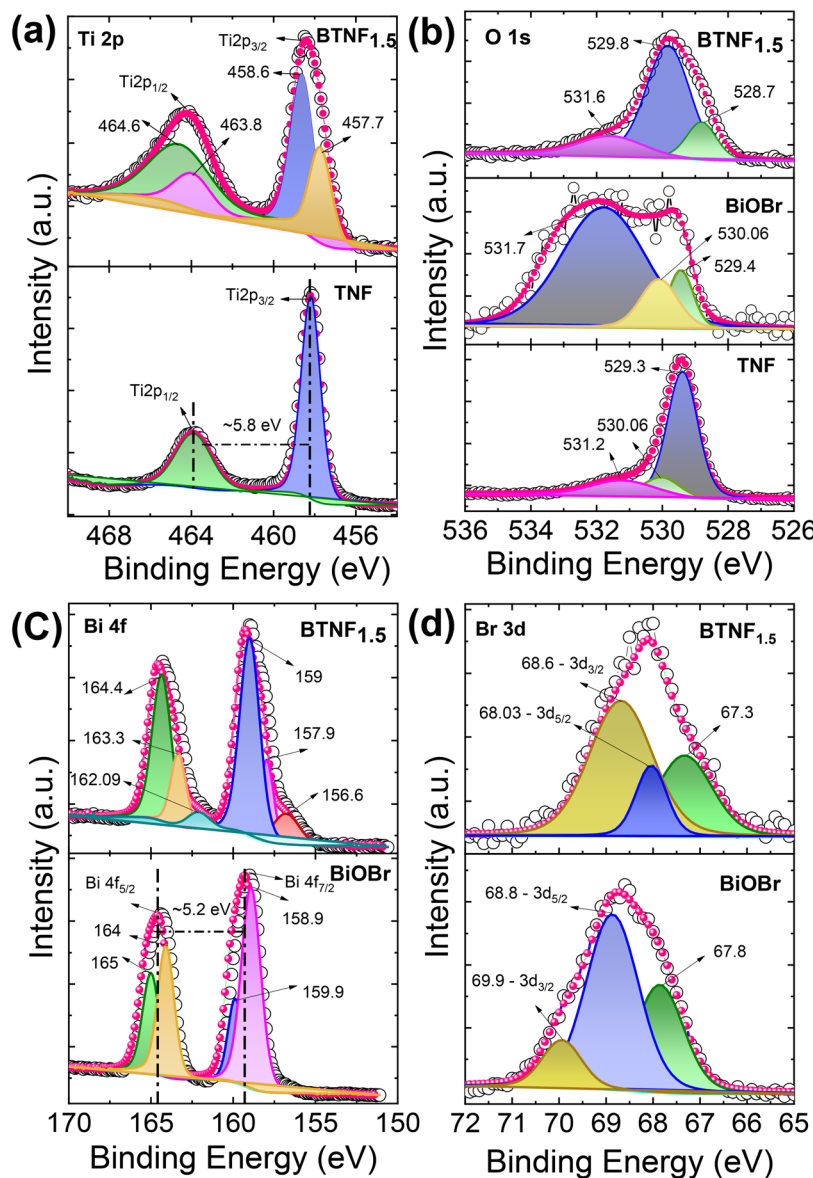 (a)
Ti 2p
Ti2p3/2
BTNF1.5
458.6
Ti2p1/2
464.6
463.8
457.7
Ti2p3/2
TNF
Ti2p1/2
~5.8 eV
Intensity (a.u.)
468 464 460 456
Binding Energy (eV)
(b)
O 1s
529.8
BTNF1.5
531.6
528.7
BiOBr
531.7
530.06
529.4
TNF
529.3
530.06
531.2
Intensity (a.u.)
536 534 532 530 528 526
Binding Energy (eV)
(C)
Bi 4f
BTNF1.5
159
164.4
163.3
157.9
162.09
156.6
BiOBr
Bi 4f5/2
~5.2 eV
Bi 4f7/2
164
158.9
165
159.9
Intensity (a.u.)
170 165 160 155 150
Binding Energy (eV)
(d)
Br 3d
BTNF1.5
68.6 - 3d3/2
68.03 - 3d5/2
67.3
BiOBr
68.8 - 3d5/2
67.8
69.9 - 3d3/2
Intensity (a.u.)
72 71 70 69 68 67 66 65
Binding Energy (eV)